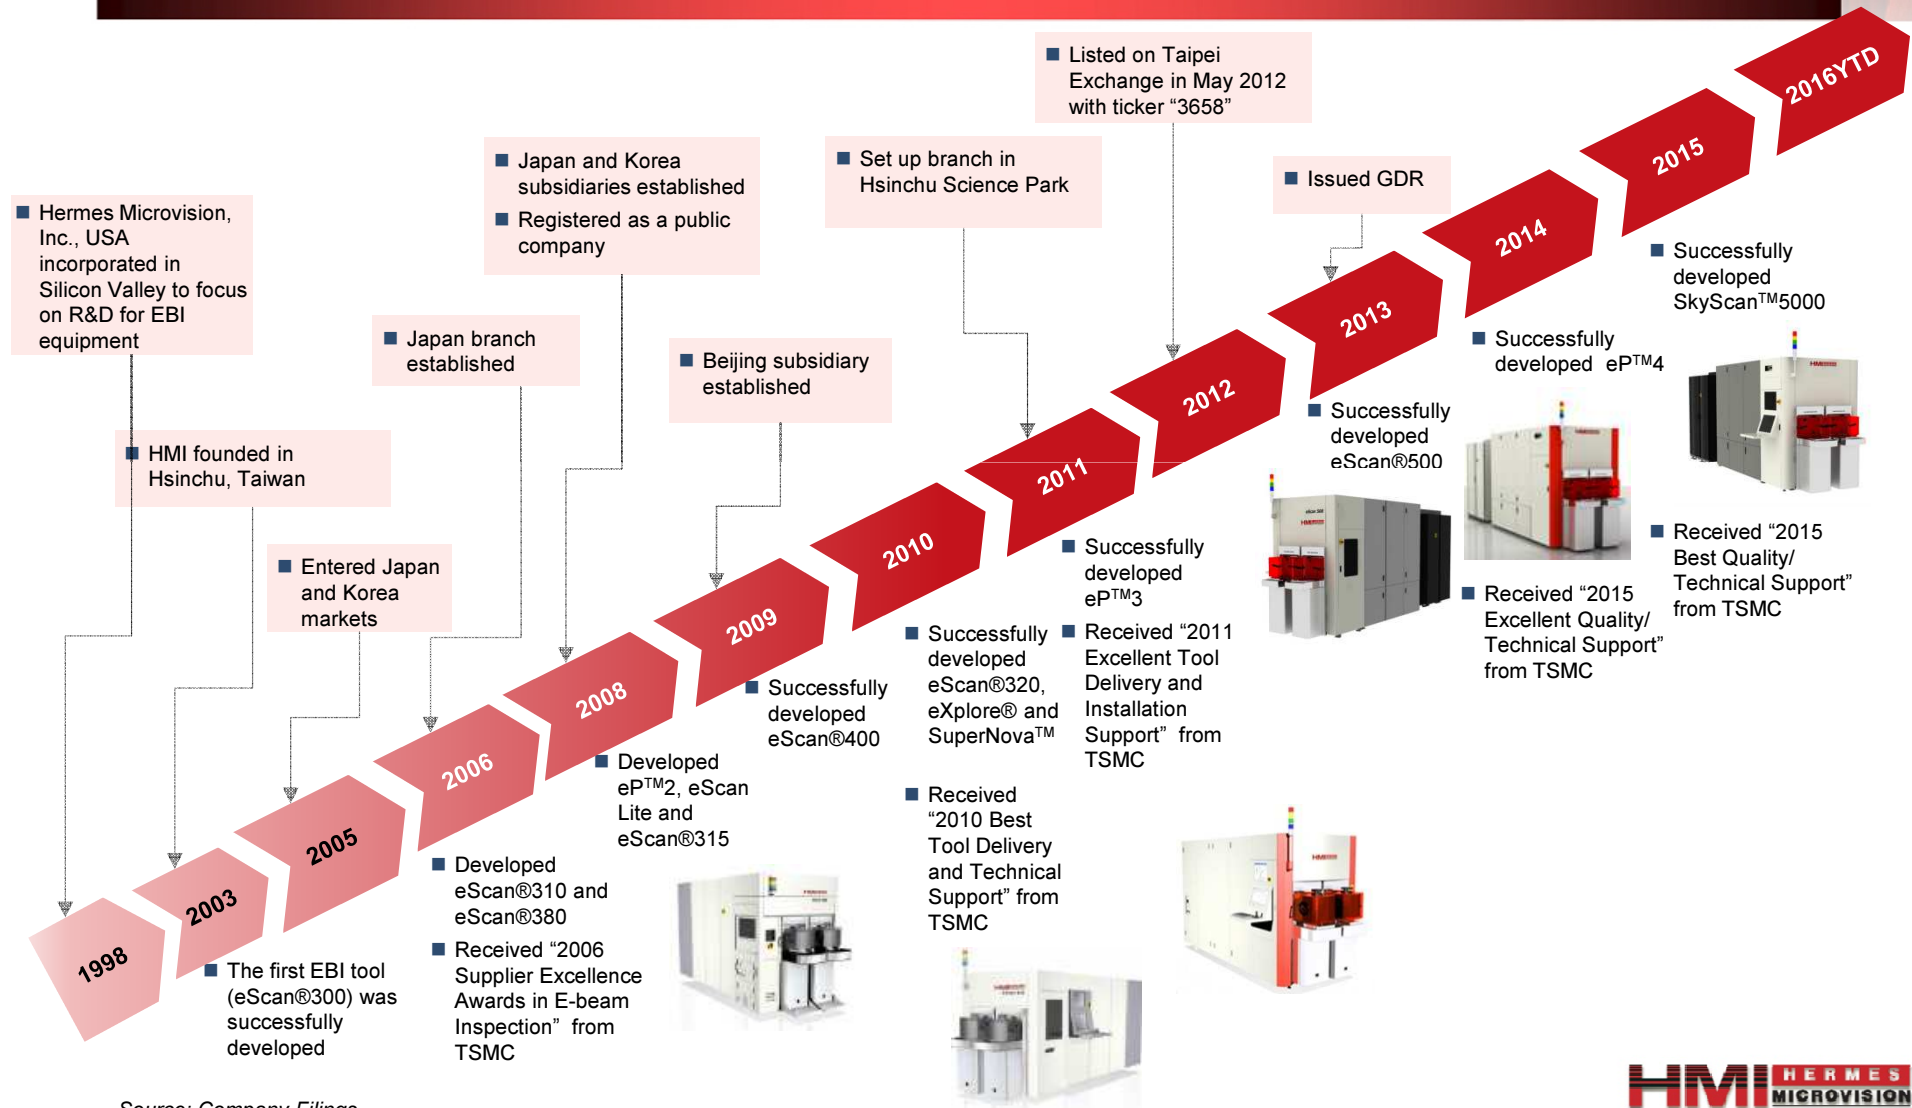 Listed on Taipei
Exchange in May 2012
with ticker “3658”
2016YTD
Japan and Korea
subsidiaries established
Registered as a public
company
Set up branch in
Hsinchu Science Park
Issued GDR
2015
Hermes Microvision,
Inc., USA
incorporated in
Silicon Valley to focus
on R&D for EBI
equipment
2014
Successfully
developed
SkyScan™5000
Japan branch
established
Beijing subsidiary
established
2013
Successfully
developed eP™4
2012
Successfully
developed
eScan®500
HMI founded in
Hsinchu, Taiwan
2011
Entered Japan
and Korea
markets
2010
Successfully
developed
eP™3
Received “2015
Best Quality/
Technical Support”
from TSMC
Received “2015
Excellent Quality/
Technical Support”
from TSMC
2009
Successfully
developed
eScan®320,
eXplore® and
SuperNova™
Received “2011
Excellent Tool
Delivery and
Installation
Support” from
TSMC
2008
Successfully
developed
eScan®400
2006
Developed
eP™2, eScan
Lite and
eScan®315
Received
“2010 Best
Tool Delivery
and Technical
Support” from
TSMC
2005
Developed
eScan®310 and
eScan®380
Received “2006
Supplier Excellence
Awards in E-beam
Inspection” from
TSMC
2003
The first EBI tool
(eScan®300) was
successfully
developed
1998
Source: Company Filings
HMI HERMES
MICROVISION